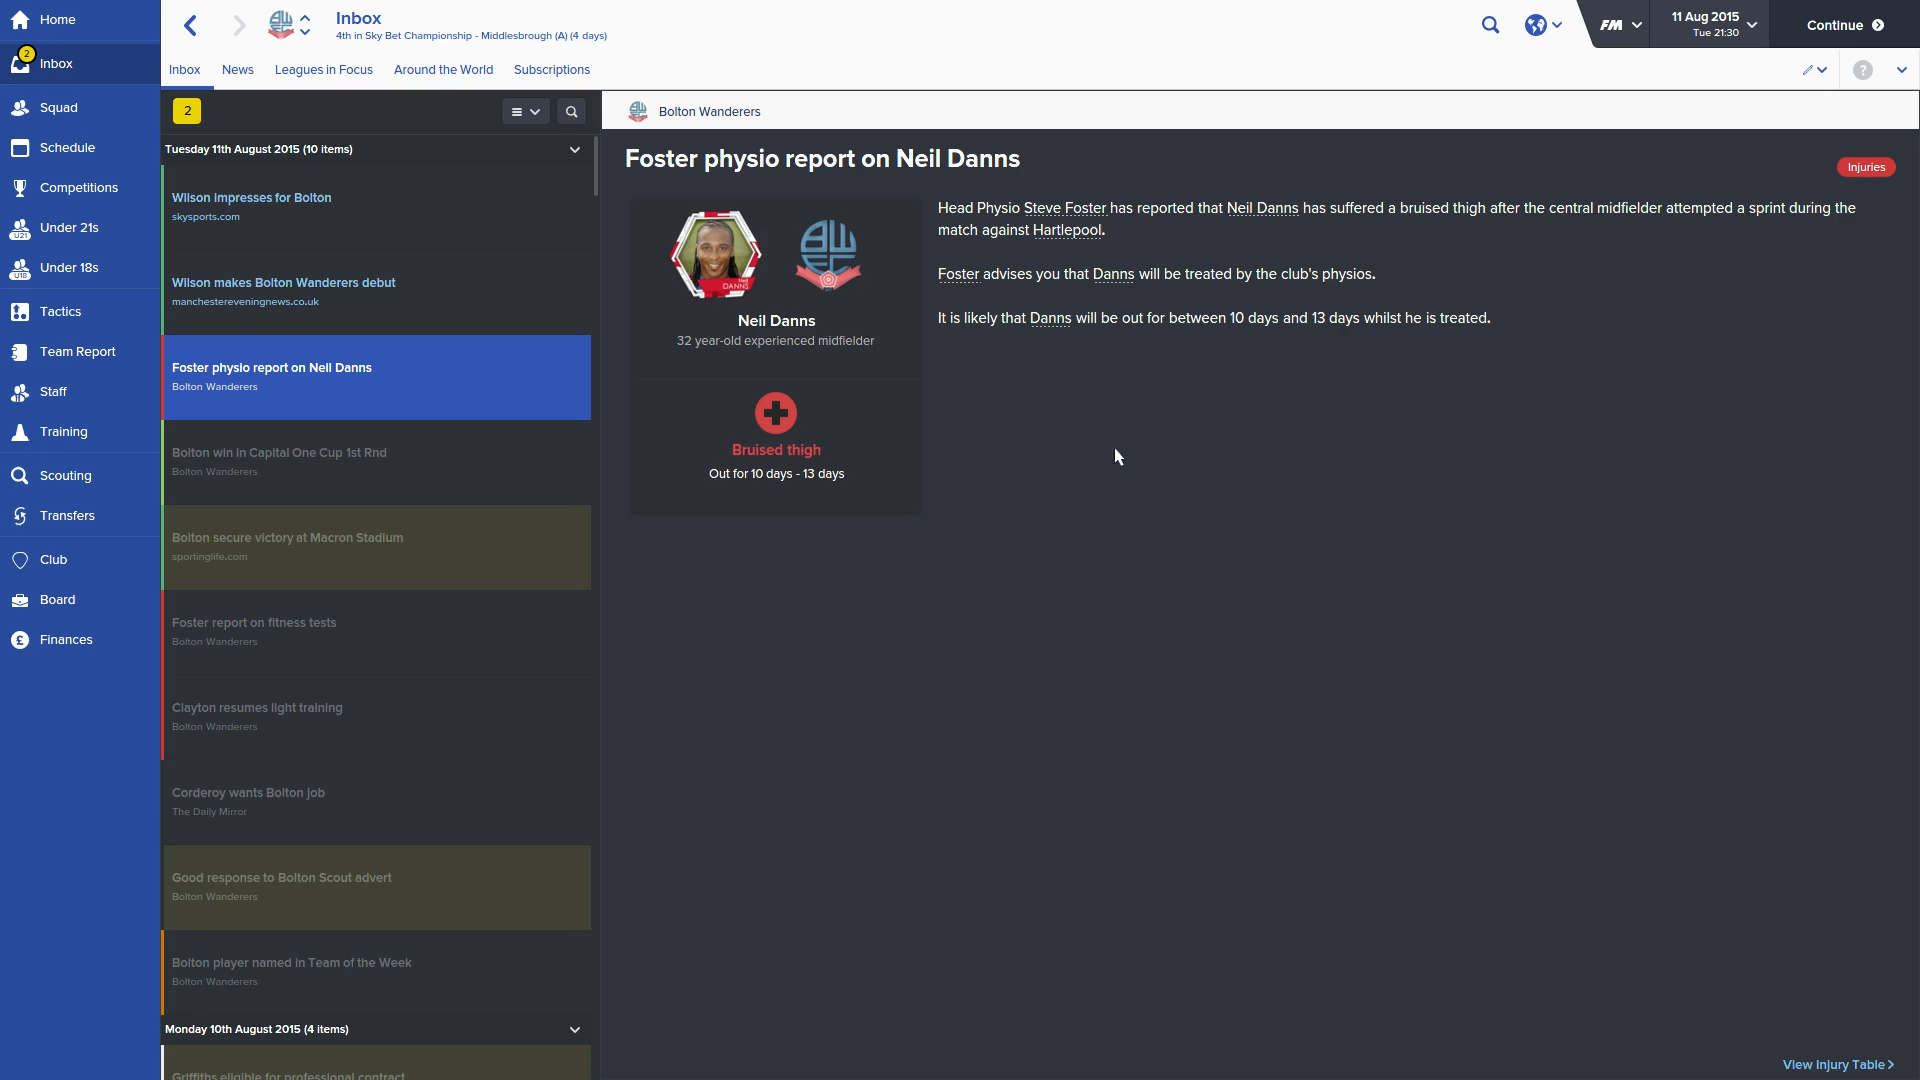 Home
2
Inbox
Squad
Schedule
Competitions
U21
Under 21s
U18
Under 18s
Tactics
Team Report
Staff
Training
Scouting
Transfers
Club
Board
£
Finances
Inbox
4th in Sky Bet Championship - Middlesbrough (A) (4 days)
FM
11 Aug 2015
Tue 21:30
Continue
Inbox
News
Leagues in Focus
Around the World
Subscriptions
?
2
Tuesday 11th August 2015 (10 items)
Wilson impresses for Bolton
skysports.com
Wilson makes Bolton Wanderers debut
manchestereveningnews.co.uk
Foster physio report on Neil Danns
Bolton Wanderers
Bolton win in Capital One Cup 1st Rnd
Bolton Wanderers
Bolton secure victory at Macron Stadium
sportinglife.com
Foster report on fitness tests
Bolton Wanderers
Clayton resumes light training
Bolton Wanderers
Corderoy wants Bolton job
The Daily Mirror
Good response to Bolton Scout advert
Bolton Wanderers
Bolton player named in Team of the Week
Bolton Wanderers
Monday 10th August 2015 (4 items)
Griffiths eligible for professional contract
Bolton Wanderers
Foster physio report on Neil Danns
Injuries
Neil
DANNS
Neil Danns
32 year-old experienced midfielder
Bruised thigh
Out for 10 days - 13 days
Head Physio Steve Foster has reported that Neil Danns has suffered a bruised thigh after the central midfielder attempted a sprint during the
match against Hartlepool.
Foster advises you that Danns will be treated by the club's physios.
It is likely that Danns will be out for between 10 days and 13 days whilst he is treated.
View Injury Table >